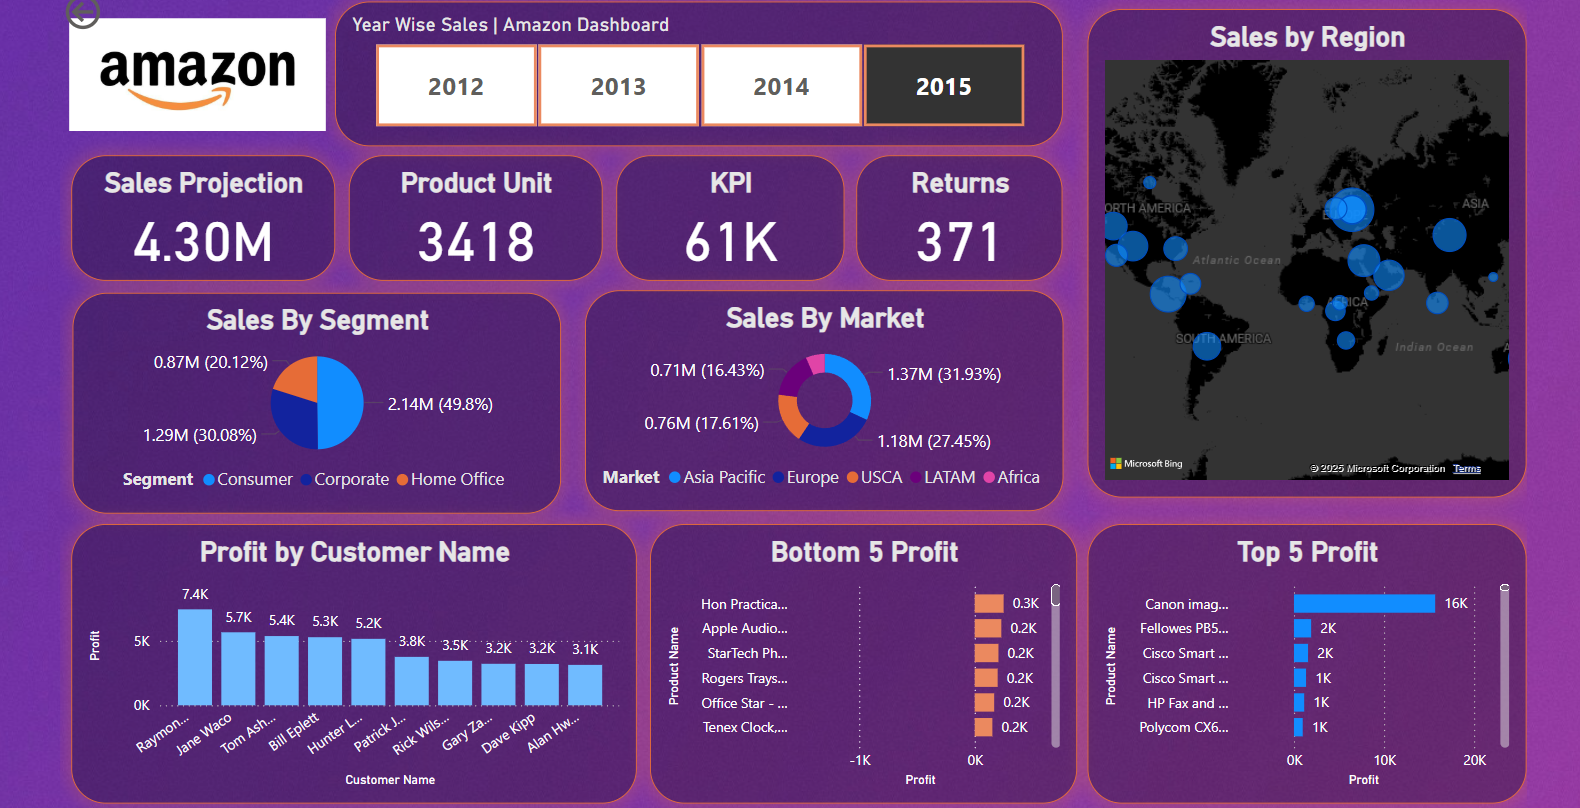 amazon
Year Wise Sales | Amazon Dashboard
2012
2013
2014
2015
Sales Projection
4.30M
Product Unit
3418
KPI
61K
Returns
371
Sales By Segment
0.87M (20.12%)
2.14M (49.8%)
1.29M (30.08%)
Segment Consumer Corporate Home Office
Sales By Market
0.71M (16.43%)
1.37M (31.93%)
0.76M (17.61%)
1.18M (27.45%)
Market Asia Pacific Europe USCA LATAM Africa
Sales by Region
ORTH AMERICA
ASIA
Atlantic Ocean
AFRICA
SOUTH AMERICA
Indian Ocean
A
Microsoft Bing
© 2025 Microsoft Corporation Terms
Profit by Customer Name
Profit
5K
0K
7.4K
5.7K
5.4K
5.3K
5.2K
3.8K
3.5K
3.2K
3.2K
3.1K
Raymon...
Jane Waco
Tom Ash...
Bill Eplett
Hunter L...
Patrick J...
Rick Wils...
Gary Za...
Dave Kipp
Alan Hw...
Customer Name
Bottom 5 Profit
Product Name
Hon Practica... 0.3K
Apple Audio... 0.2K
StarTech Ph... 0.2K
Rogers Trays... 0.2K
Office Star - ... 0.2K
Tenex Clock,... 0.2K
-1K 0K
Profit
Top 5 Profit
Product Name
Canon imag... 16K
Fellowes PB5... 2K
Cisco Smart ... 2K
Cisco Smart ... 1K
HP Fax and ... 1K
Polycom CX6... 1K
0K 10K 20K
Profit